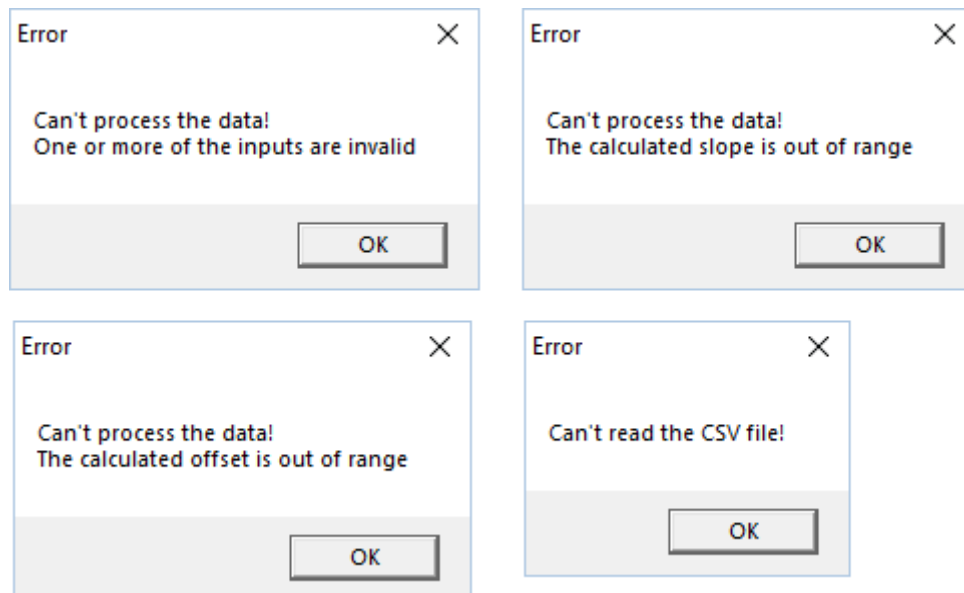 Error
Can't process the data!
One or more of the inputs are invalid
OK
Error
Can't process the data!
The calculated slope is out of range
OK
Error
Can't process the data!
The calculated offset is out of range
OK
Error
Can't read the CSV file!
OK